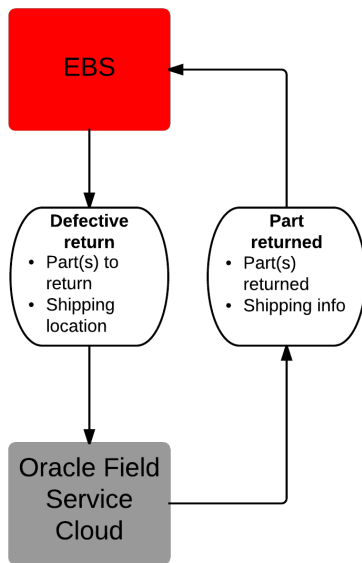 EBS
Defective
return
• Part(s) to
return
• Shipping
location
Part
returned
• Part(s)
returned
• Shipping info
Oracle Field
Service
Cloud